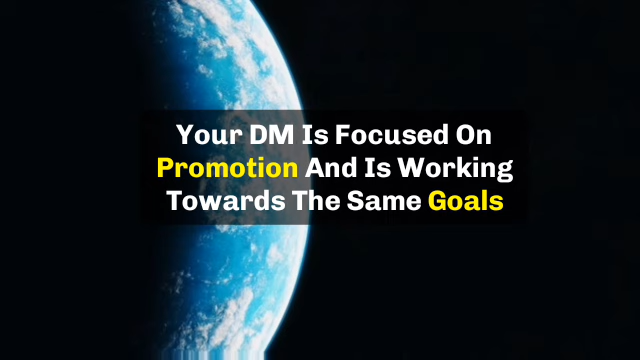 Your DM Is Focused On
Promotion And Is Working
Towards The Same Goals